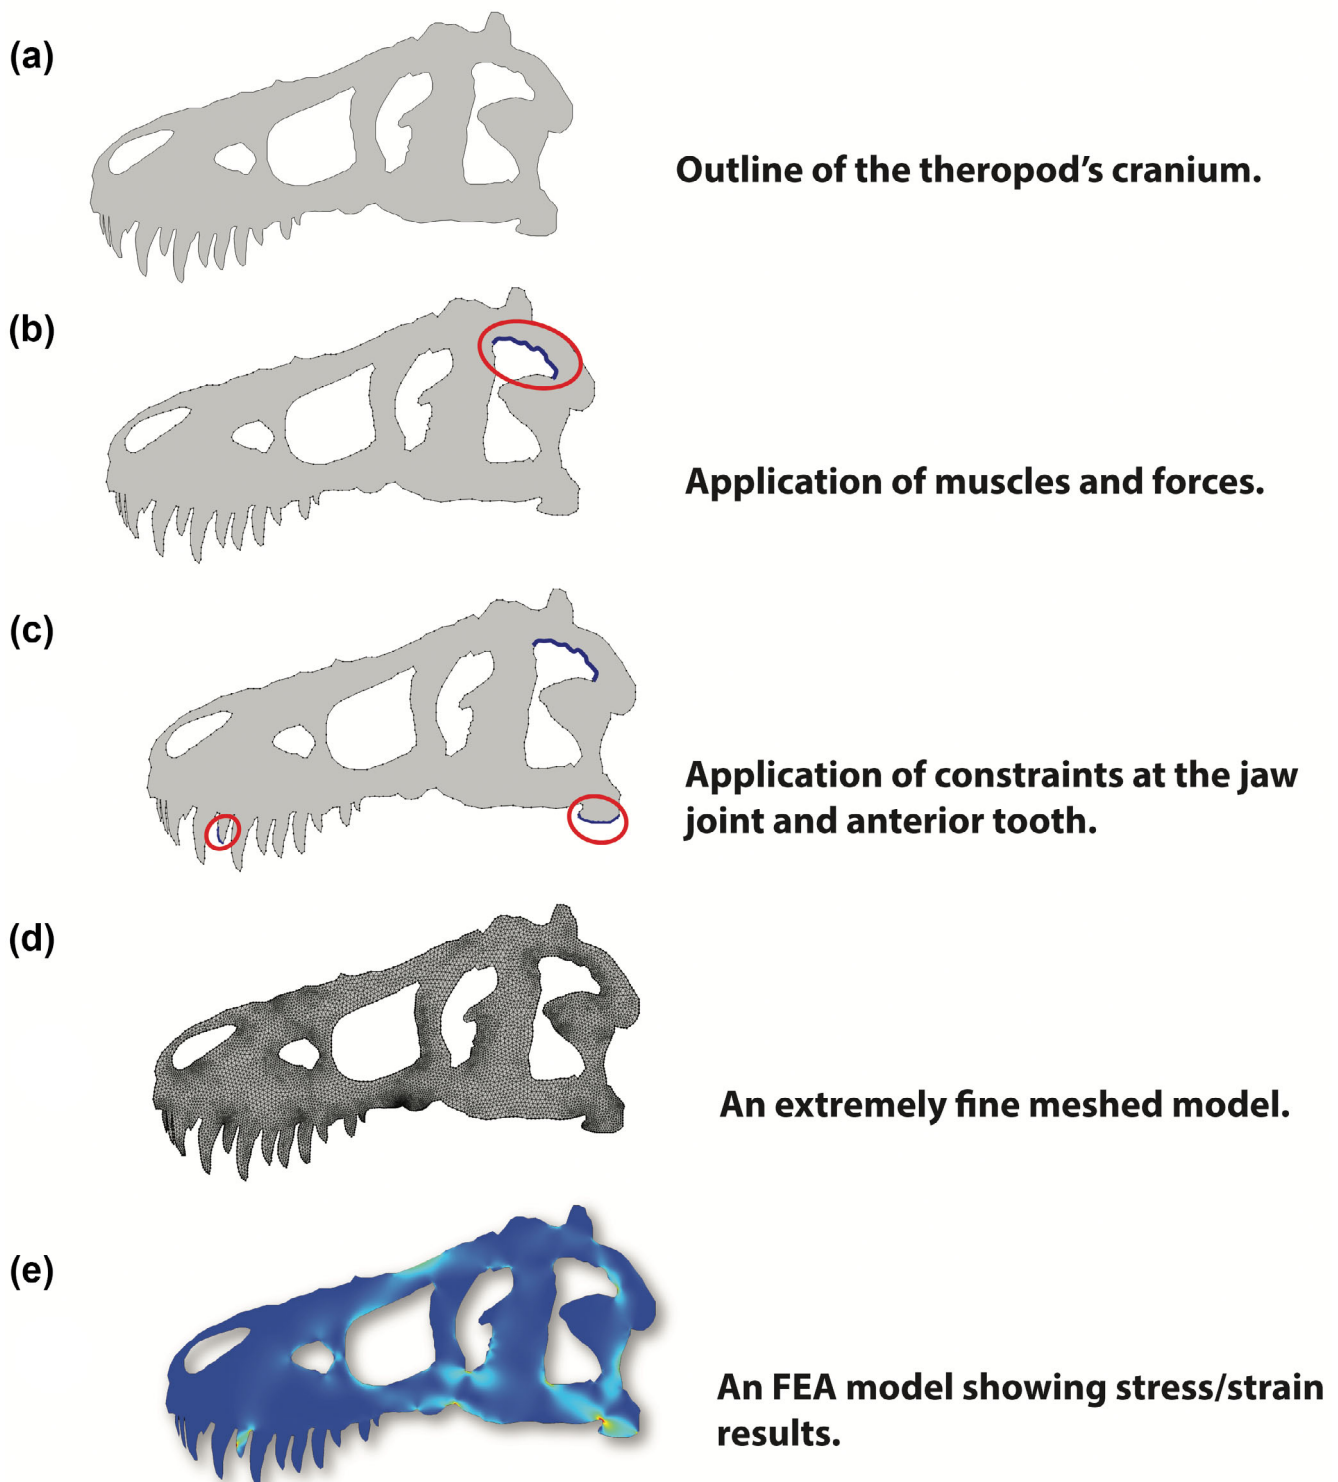 (a)
Outline of the theropod's cranium.
(b)
Application of muscles and forces.
(c)
Application of constraints at the jaw
joint and anterior tooth.
(d)
An extremely fine meshed model.
(e)
An FEA model showing stress/strain
results.